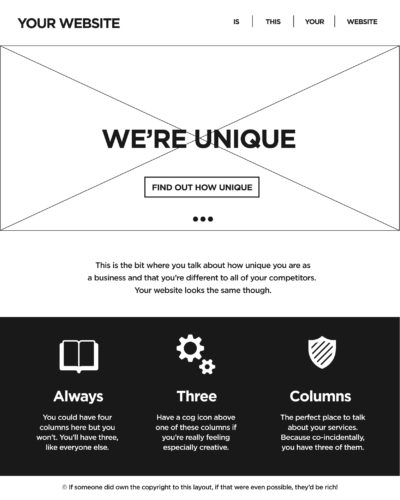 YOUR WEBSITE
IS | THIS | YOUR | WEBSITE
WE'RE UNIQUE
FIND OUT HOW UNIQUE
This is the bit where you talk about how unique you are as
a business and that you're different to all of your competitors.
Your website looks the same though.
Always
You could have four
columns here but you
won't. You'll have three,
like everyone else.
Three
Have a cog icon above
one of these columns if
you're really feeling
especially creative.
Columns
The perfect place to talk
about your services.
Because co-incidentally,
you have three of them.
© If someone did own the copyright to this layout, if that were even possible, they'd be rich!